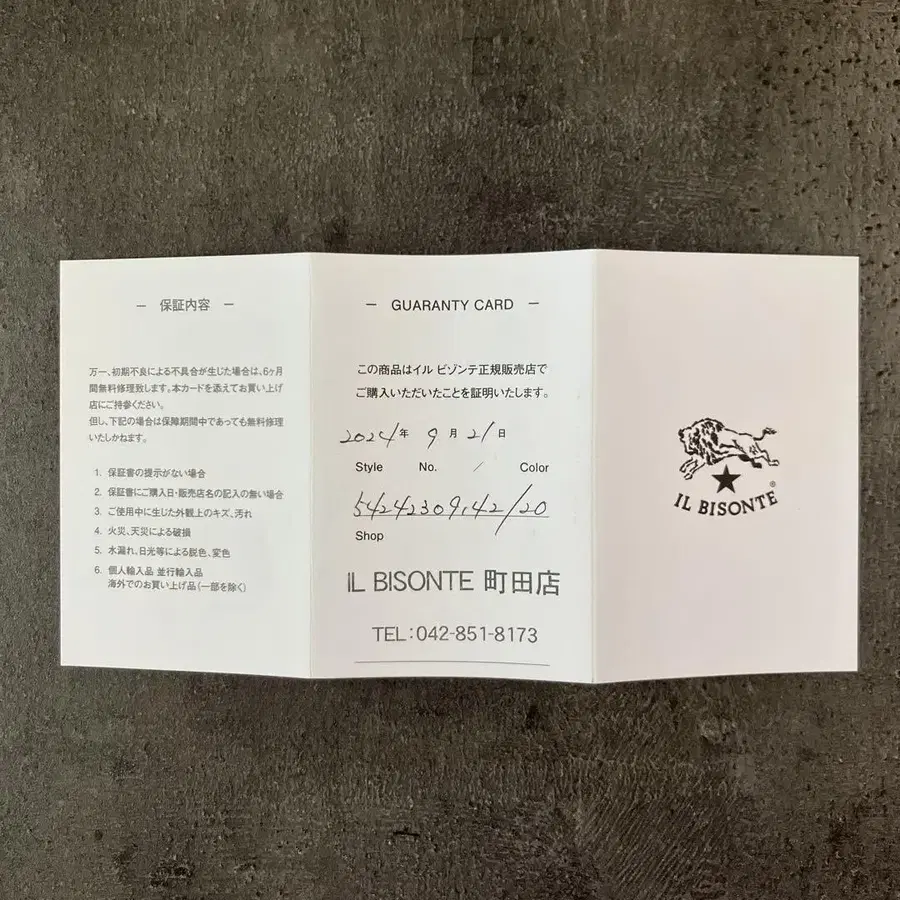 — 保証内容 —
万一、初期不良による不具合が生じた場合は、6ヶ月
間無料修理致します。本カードを添えてお買い上げ
店にご持参ください。
但し、下記の場合は保障期間中であっても無料修理
いたしかねます。
1. 保証書の提示がない場合
2. 保証書にご購入日・販売店名の記入の無い場合
3. ご使用中に生じた外観上のキズ、汚れ
4. 火災、天災による破損
5. 水漏れ、日光等による脱色、変色
6. 個人輸入品 並行輸入品
海外でのお買い上げ品(一部を除く)
— GUARANTY CARD —
この商品はイル ビゾンテ正規販売店で
ご購入いただいたことを証明いたします。
2024年 9月 21日
Style No. / Color
54242309142/20
Shop
IL BISONTE 町田店
TEL:042-851-8173
IL BISONTE®